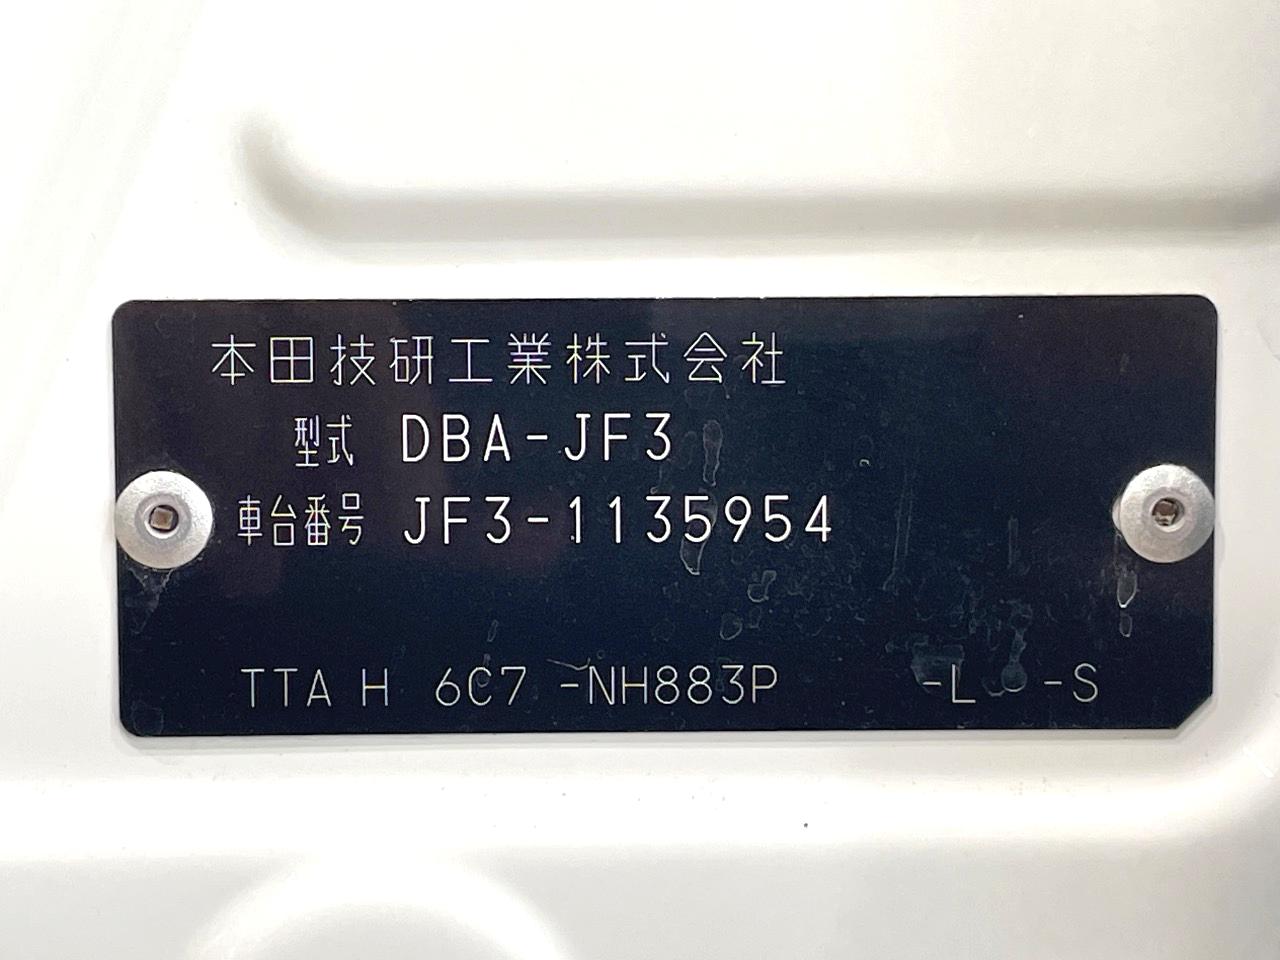 本田技研工業株式会社
型式 DBA-JF3
車台番号 JF3-1135954
TTA H 6C7 -NH883P -L -S